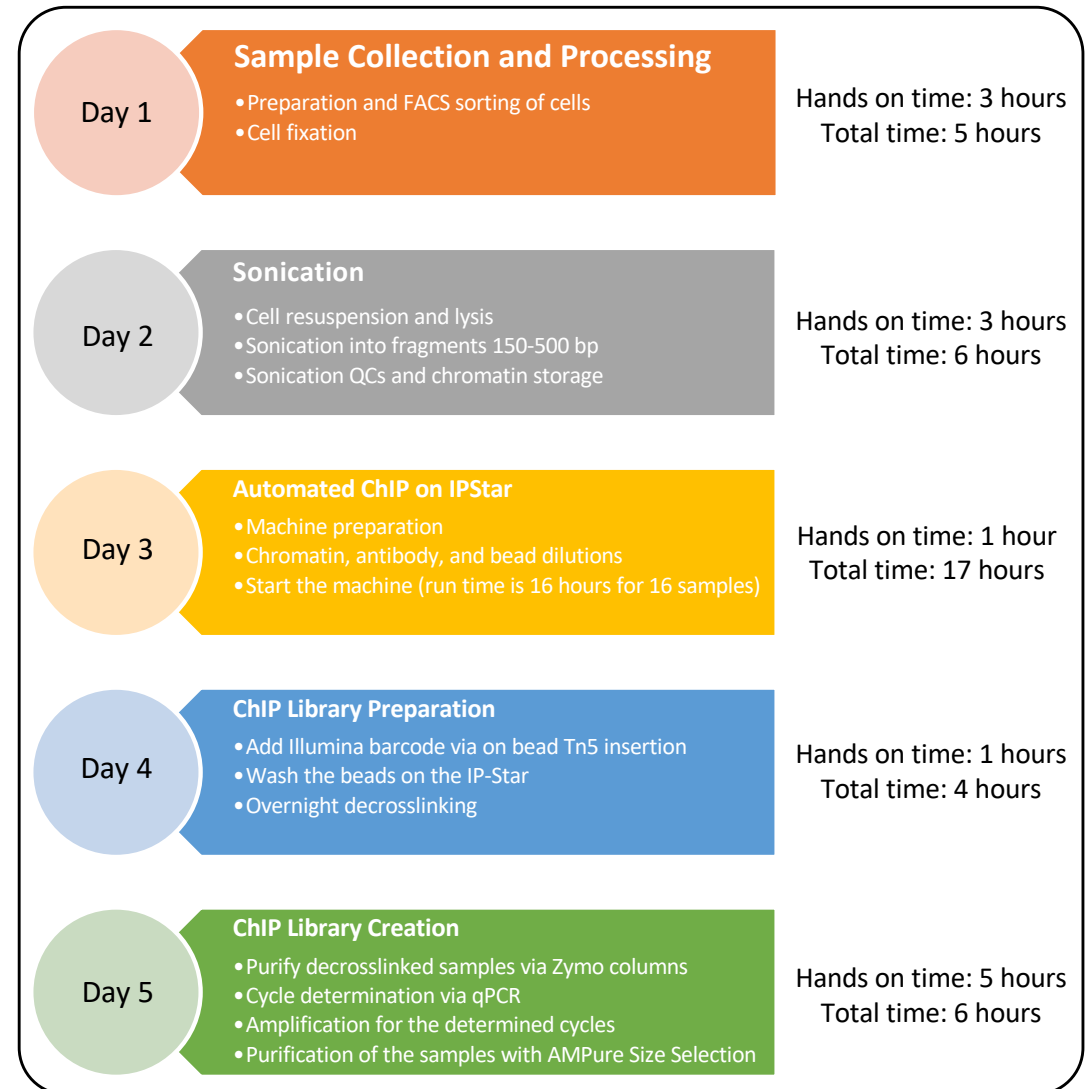 Day 1
Sample Collection and Processing
•Preparation and FACS sorting of cells
•Cell fixation
Hands on time: 3 hours
Total time: 5 hours
Day 2
Sonication
•Cell resuspension and lysis
•Sonication into fragments 150-500 bp
•Sonication QCs and chromatin storage
Hands on time: 3 hours
Total time: 6 hours
Day 3
Automated ChIP on IPStar
•Machine preparation
•Chromatin, antibody, and bead dilutions
•Start the machine (run time is 16 hours for 16 samples)
Hands on time: 1 hour
Total time: 17 hours
Day 4
ChIP Library Preparation
•Add Illumina barcode via on bead Tn5 insertion
•Wash the beads on the IP-Star
•Overnight decrosslinking
Hands on time: 1 hours
Total time: 4 hours
Day 5
ChIP Library Creation
•Purify decrosslinked samples via Zymo columns
•Cycle determination via qPCR
•Amplification for the determined cycles
•Purification of the samples with AMPure Size Selection
Hands on time: 5 hours
Total time: 6 hours